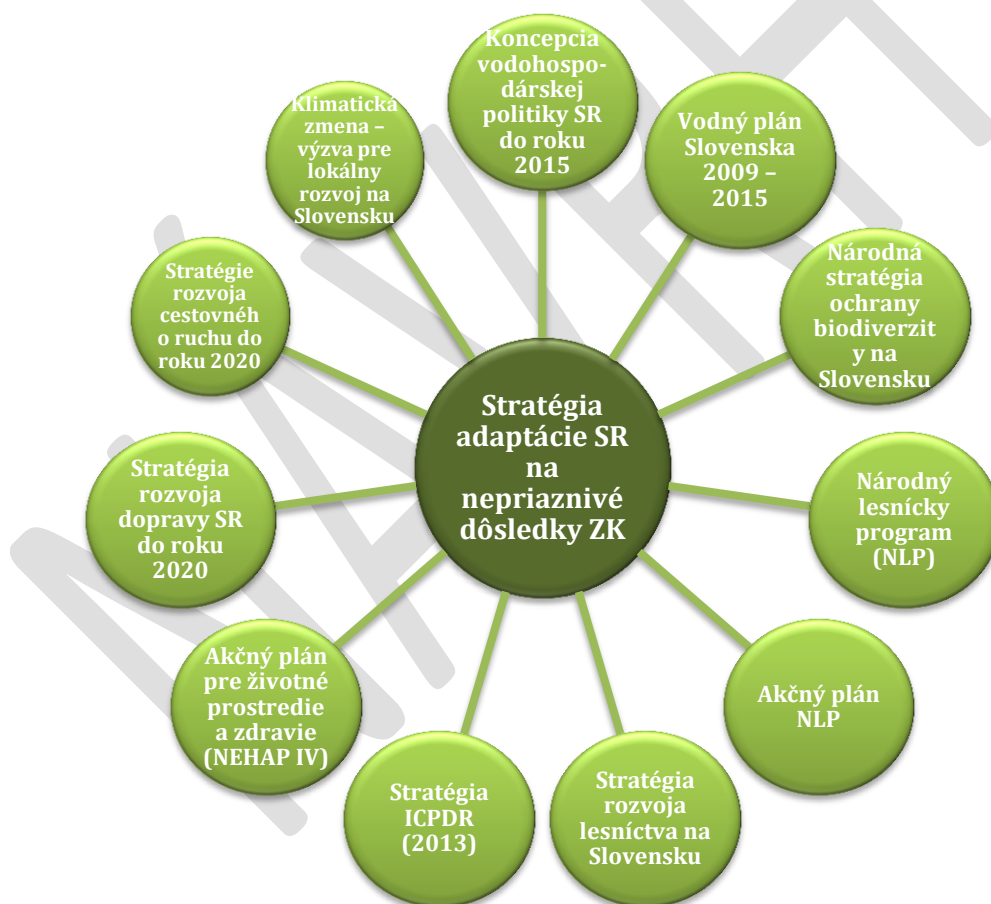 Koncepcia
vodohospo-
dárskej
politiky SR
do roku
2015
Vodný plán
Slovenska
2009 –
2015
Národná
stratégia
ochrany
biodiverzit
y na
Slovensku
Národný
lesnícky
program
(NLP)
Akčný plán
NLP
Stratégia
rozvoja
lesníctva na
Slovensku
Stratégia
ICPDR
(2013)
Akčný plán
pre životné
prostredie
a zdravie
(NEHAP IV)
Stratégia
rozvoja
dopravy SR
do roku
2020
Stratégie
rozvoja
cestovnéh
o ruchu do
roku 2020
Klimatická
zmena –
výzva pre
lokálny
rozvoj na
Slovensku
Stratégia
adaptácie SR
na
nepriaznivé
dôsledky ZK